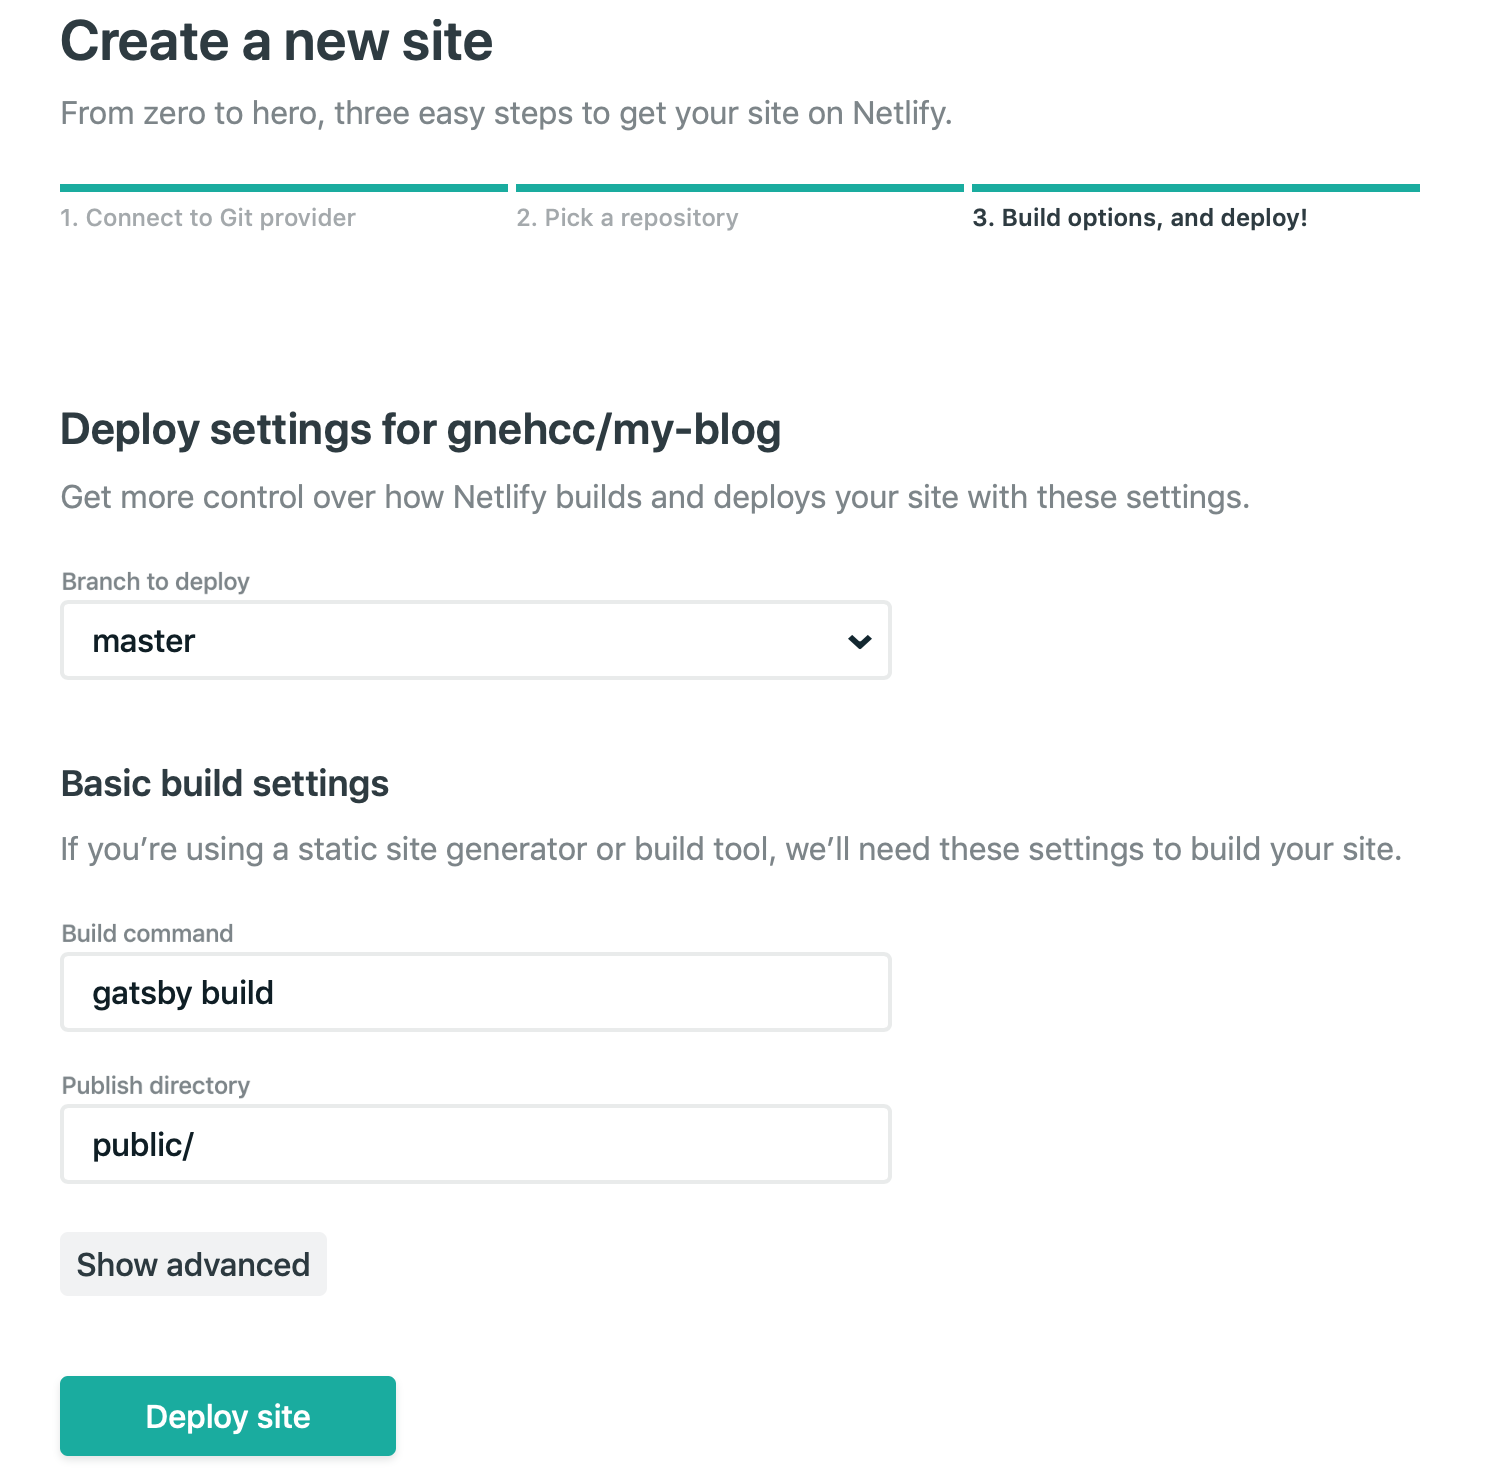 Create a new site
From zero to hero, three easy steps to get your site on Netlify.
1. Connect to Git provider
2. Pick a repository
3. Build options, and deploy!
Deploy settings for gnehcc/my-blog
Get more control over how Netlify builds and deploys your site with these settings.
Branch to deploy
master
Basic build settings
If you’re using a static site generator or build tool, we’ll need these settings to build your site.
Build command
gatsby build
Publish directory
public/
Show advanced
Deploy site